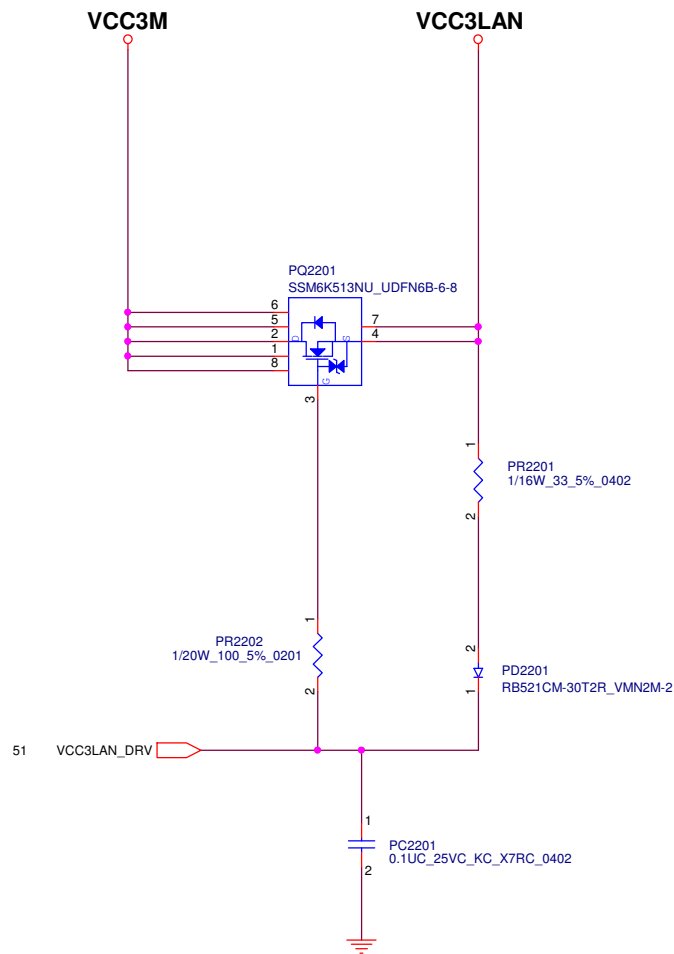 VCC3M
VCC3LAN
PQ2201
SSM6K513NU_UDFN6B-6-8
6
5
2
1
8
7
4
D
S
G
3
1
PR2201
1/16W_33_5%_0402
2
1
PR2202
1/20W_100_5%_0201
2
2
PD2201
RB521CM-30T2R_VMN2M-2
1
51 VCC3LAN_DRV
1
PC2201
0.1UC_25VC_KC_X7RC_0402
2